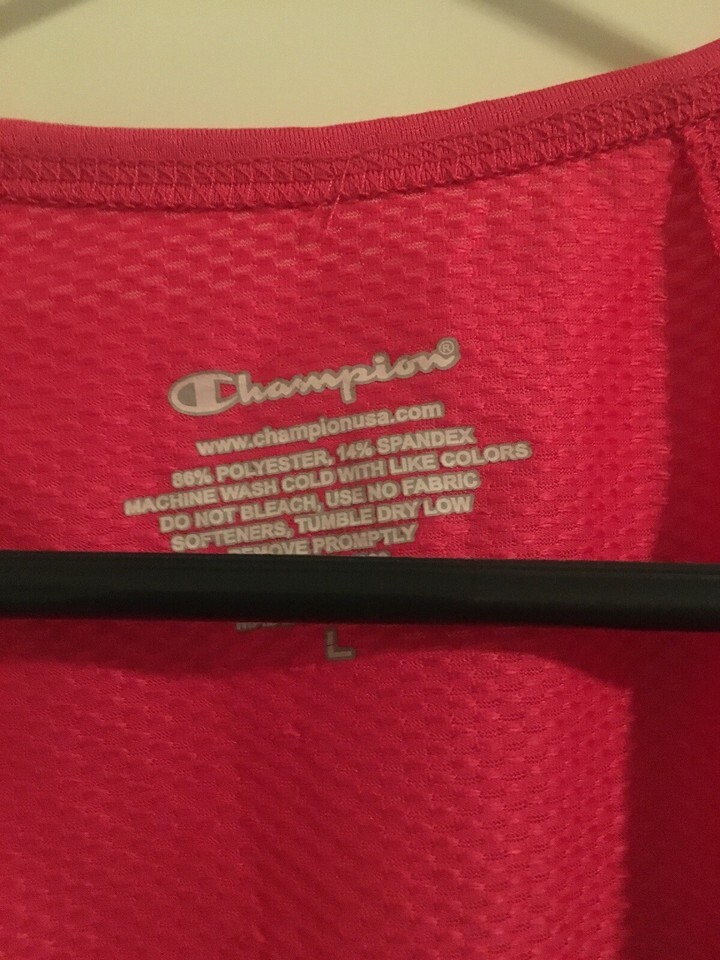 Champion®
www.championusa.com
86% POLYESTER, 14% SPANDEX
MACHINE WASH COLD WITH LIKE COLORS
DO NOT BLEACH, USE NO FABRIC
SOFTENERS, TUMBLE DRY LOW
REMOVE PROMPTLY
L